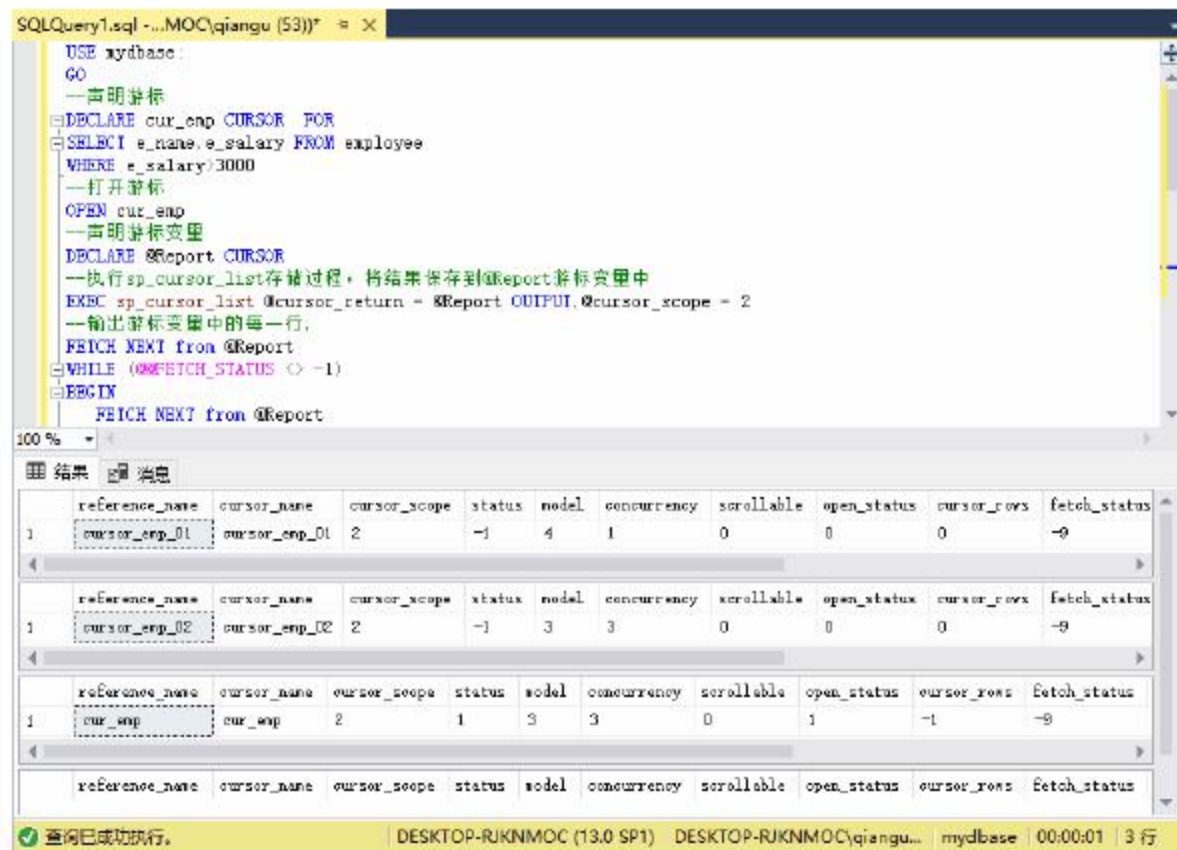 SQLQuery1.sql -...MOC\qiangu (53))*
USE mydbase;
GO
--声明游标
DECLARE cur_emp CURSOR FOR
SELECT e_name,e_salary FROM employee
WHERE e_salary>3000
--打开游标
OPEN cur_emp
--声明游标变量
DECLARE @Report CURSOR
--执行sp_cursor_list存储过程，将结果保存到@Report游标变量中
EXEC sp_cursor_list @cursor_return = @Report OUTPUT,@cursor_scope = 2
--输出游标变量中的每一行,
FETCH NEXT from @Report
WHILE (@@FETCH_STATUS <> -1)
BEGIN
FETCH NEXT from @Report
100 %
结果 消息
reference_name cursor_name cursor_scope status model concurrency scrollable open_status cursor_rows fetch_status
1 cursor_emp_01 cursor_emp_01 2 -1 4 1 0 0 0 -9
reference_name cursor_name cursor_scope status model concurrency scrollable open_status cursor_rows fetch_status
1 cursor_emp_02 cursor_emp_02 2 -1 3 3 0 0 0 -9
reference_name cursor_name cursor_scope status model concurrency scrollable open_status cursor_rows fetch_status
1 cur_emp cur_emp 2 1 3 3 0 1 -1 -9
reference_name cursor_name cursor_scope status model concurrency scrollable open_status cursor_rows fetch_status
查询已成功执行。 DESKTOP-RJKNMOC (13.0 SP1) DESKTOP-RJKNMOC\qiangu... mydbase 00:00:01 3 行